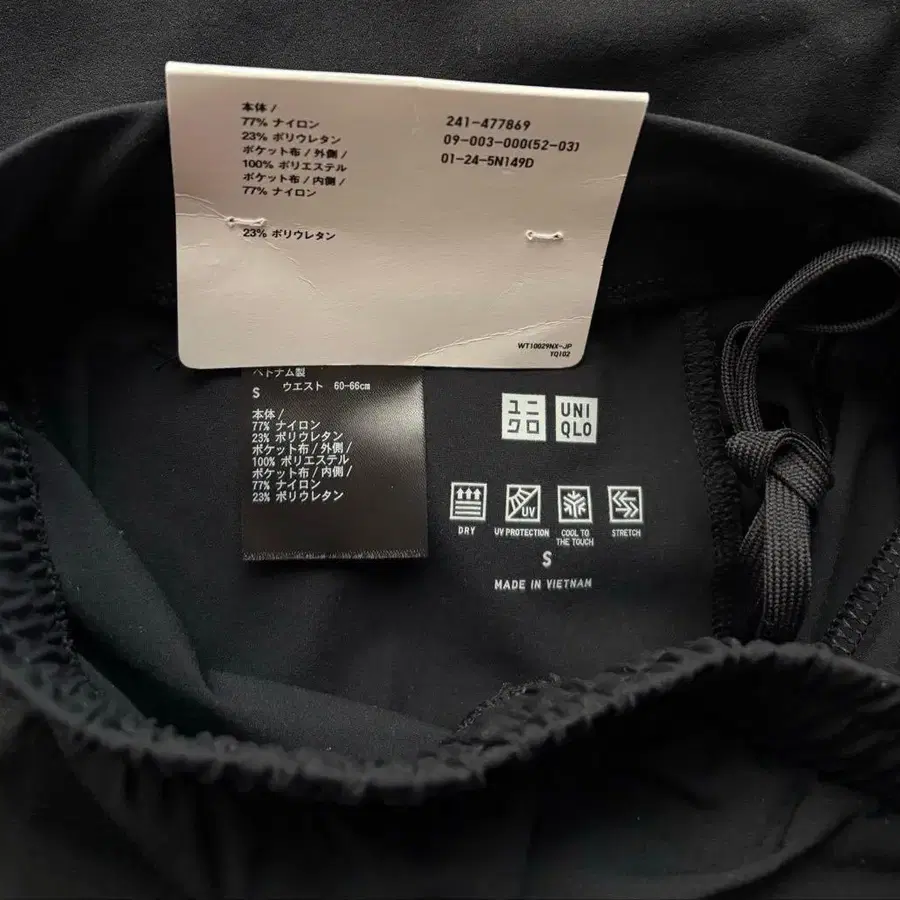 本体 /
77% ナイロン
23% ポリウレタン
ポケット布 / 外側 /
100% ポリエステル
ポケット布 / 内側 /
77% ナイロン
23% ポリウレタン
241-477869
09-003-000(52-03)
01-24-5N149D
WT10029NX-JP
YQ102
ベトナム製
S ウエスト 60-66cm
本体 /
77% ナイロン
23% ポリウレタン
ポケット布 / 外側 /
100% ポリエステル
ポケット布 / 内側 /
77% ナイロン
23% ポリウレタン
ユニ
クロ
UNI
QLO
DRY
UV
UV PROTECTION
COOL TO
THE TOUCH
STRETCH
S
MADE IN VIETNAM